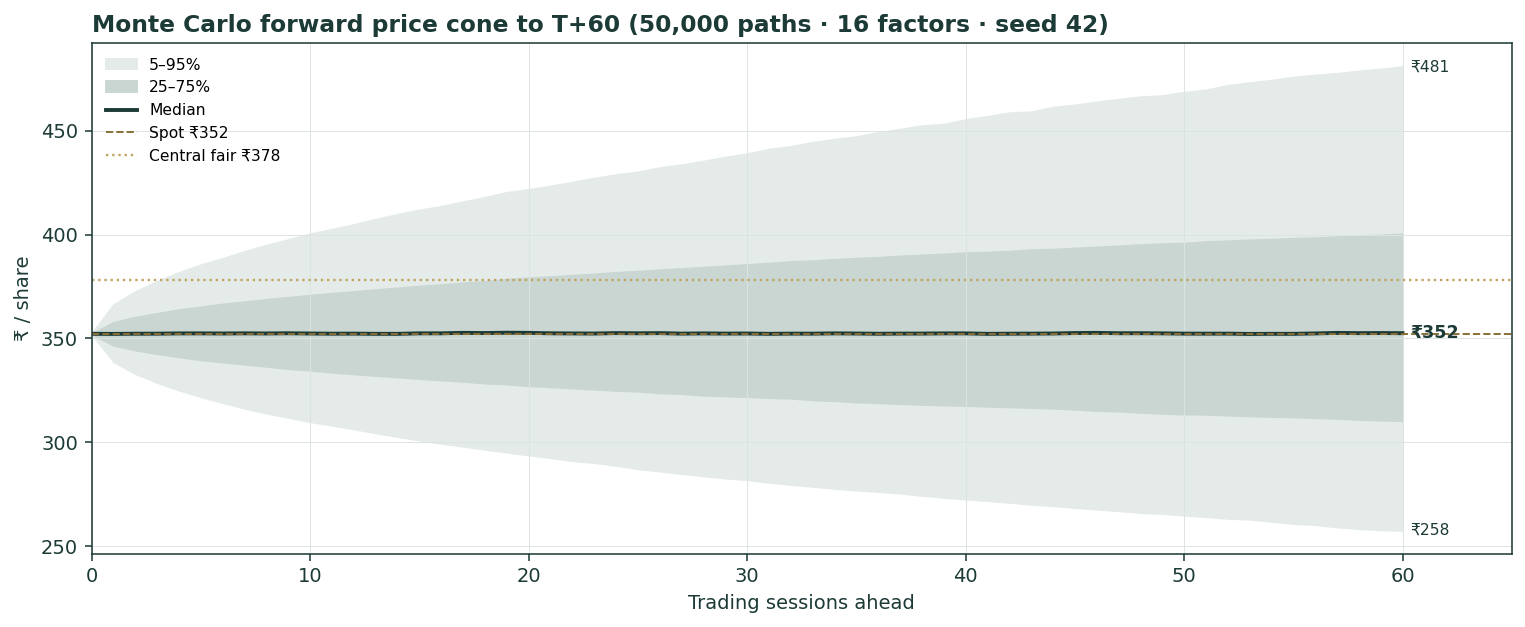 Monte Carlo forward price cone to T+60 (50,000 paths · 16 factors · seed 42)
5–95%
25–75%
Median
Spot ₹352
Central fair ₹378
₹481
₹352
₹258
450
400
350
300
250
₹ / share
0 10 20 30 40 50 60
Trading sessions ahead